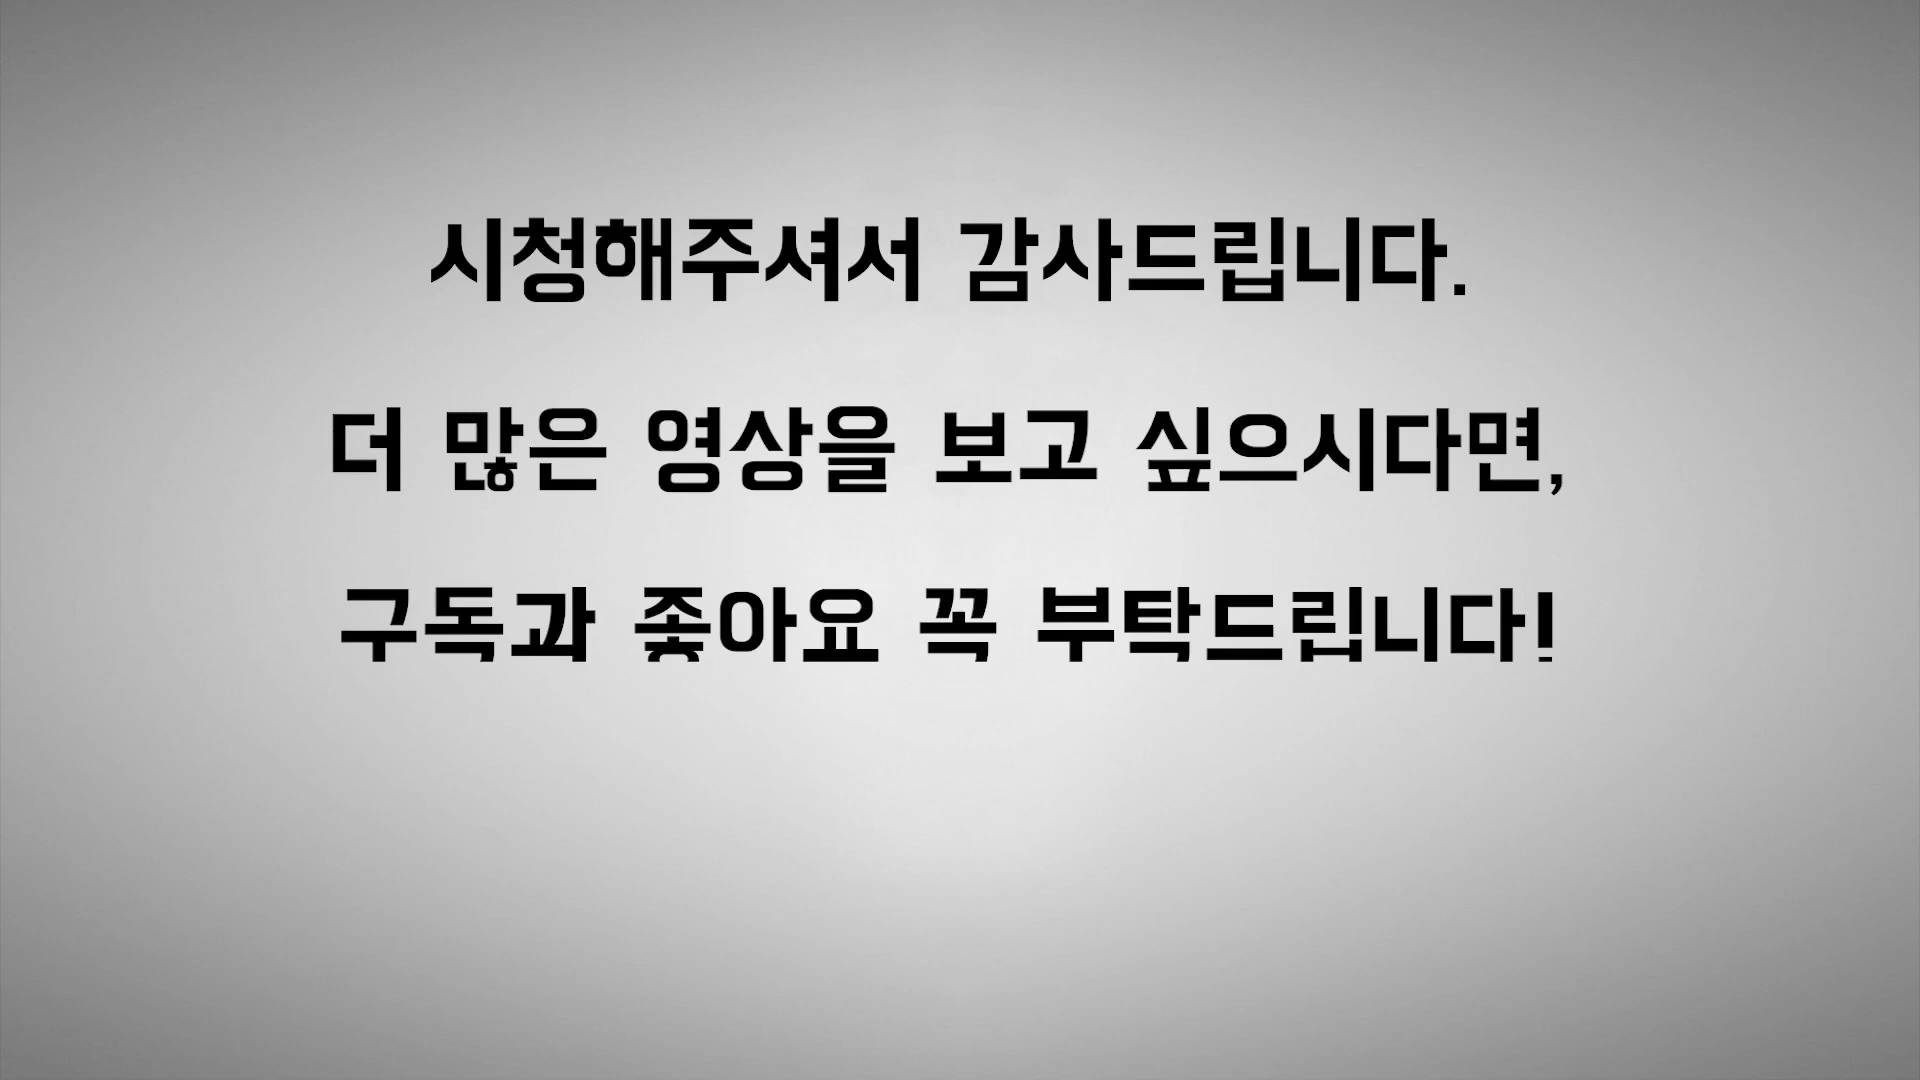 시청해주셔서 감사드립니다.
더 많은 영상을 보고 싶으시다면,
구독과 좋아요 꼭 부탁드립니다!